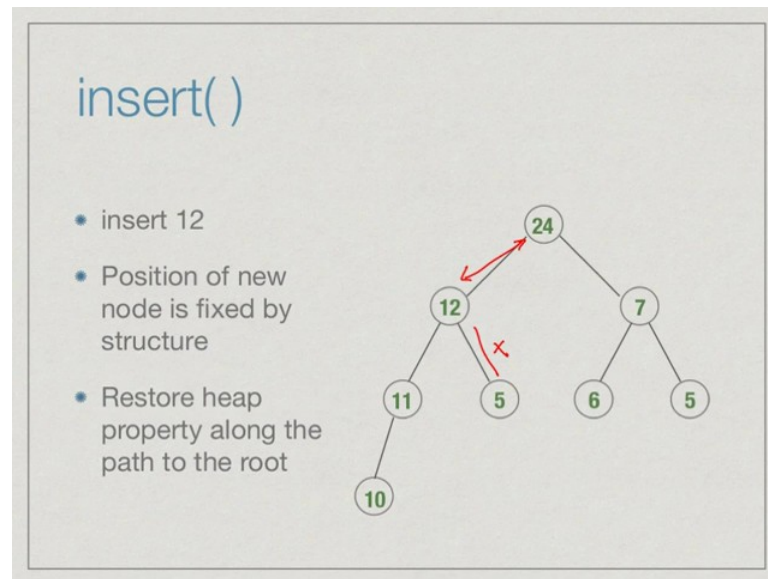 insert( )
insert 12
Position of new
node is fixed by
structure
Restore heap
property along the
path to the root
24
12
7
11
5
6
5
10
x